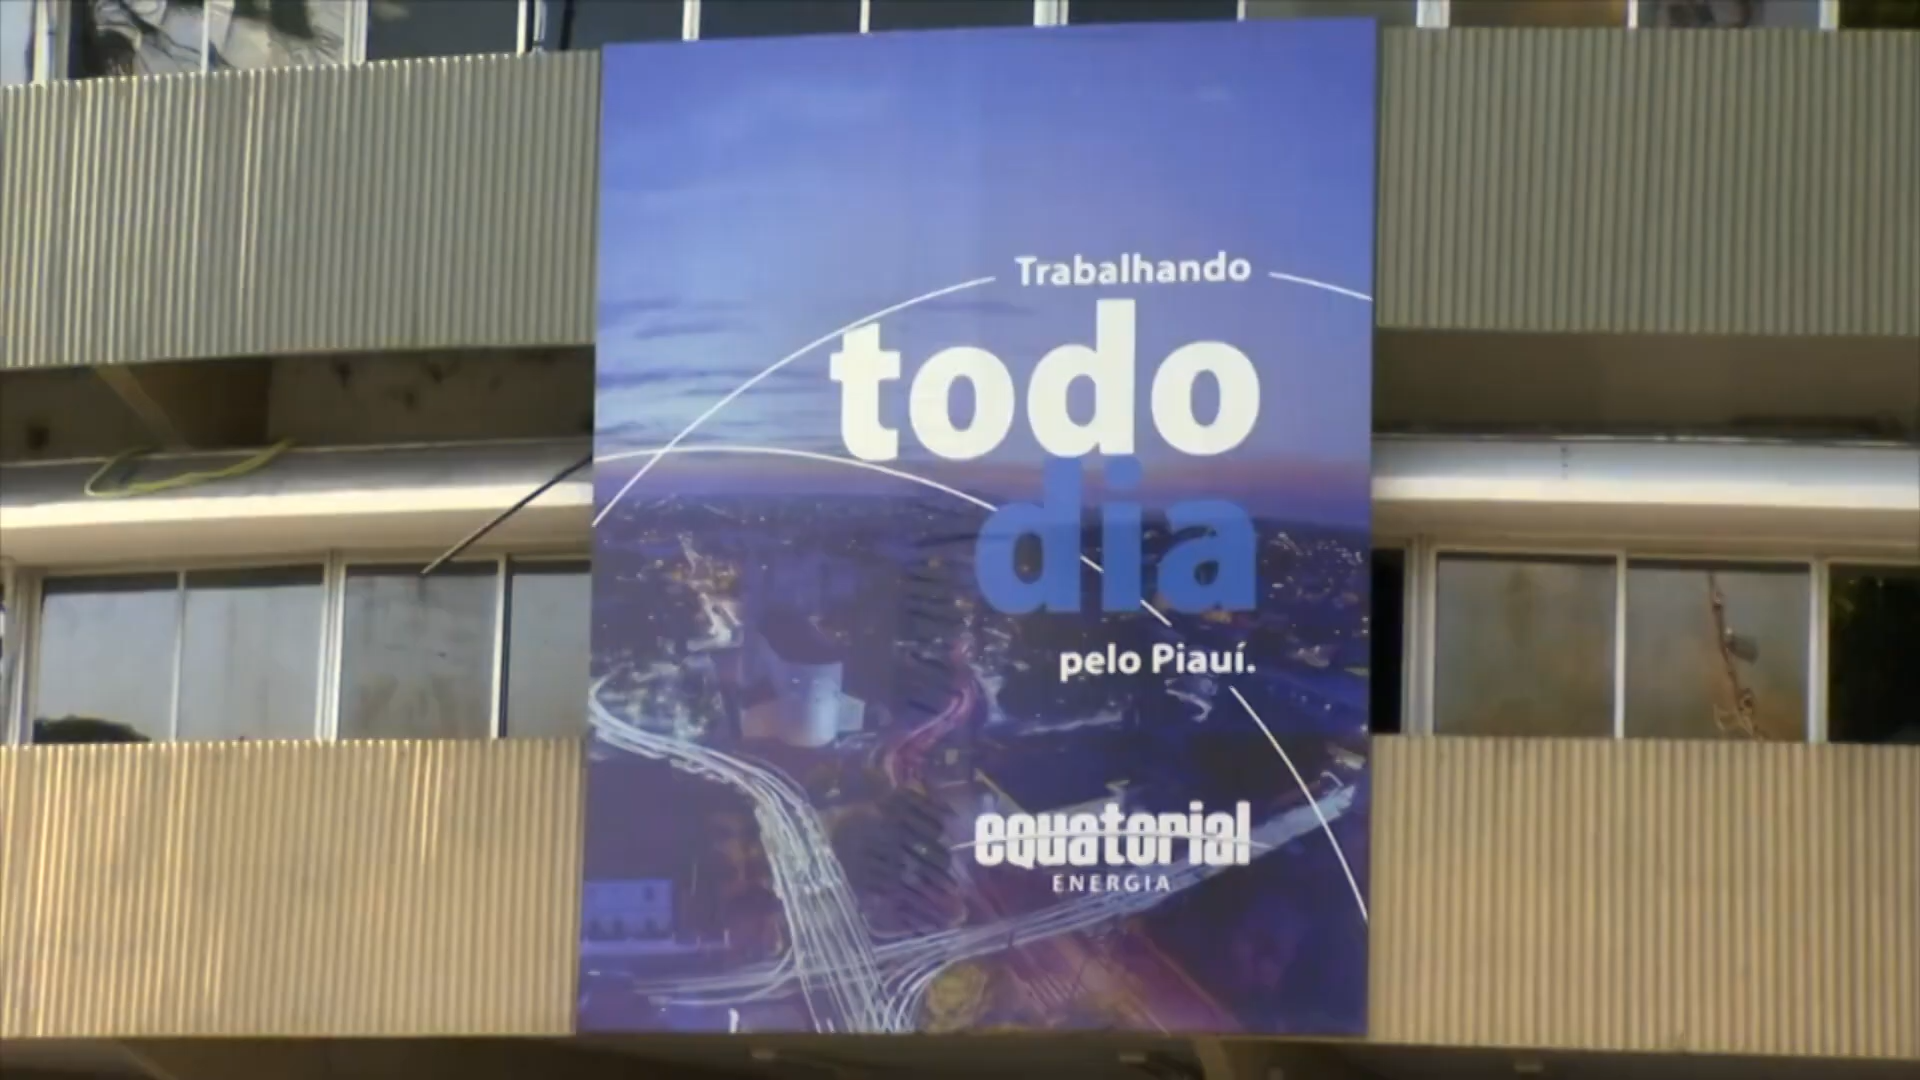 Trabalhando
todo
dia
pelo Piauí.
equatorial
ENERGIA